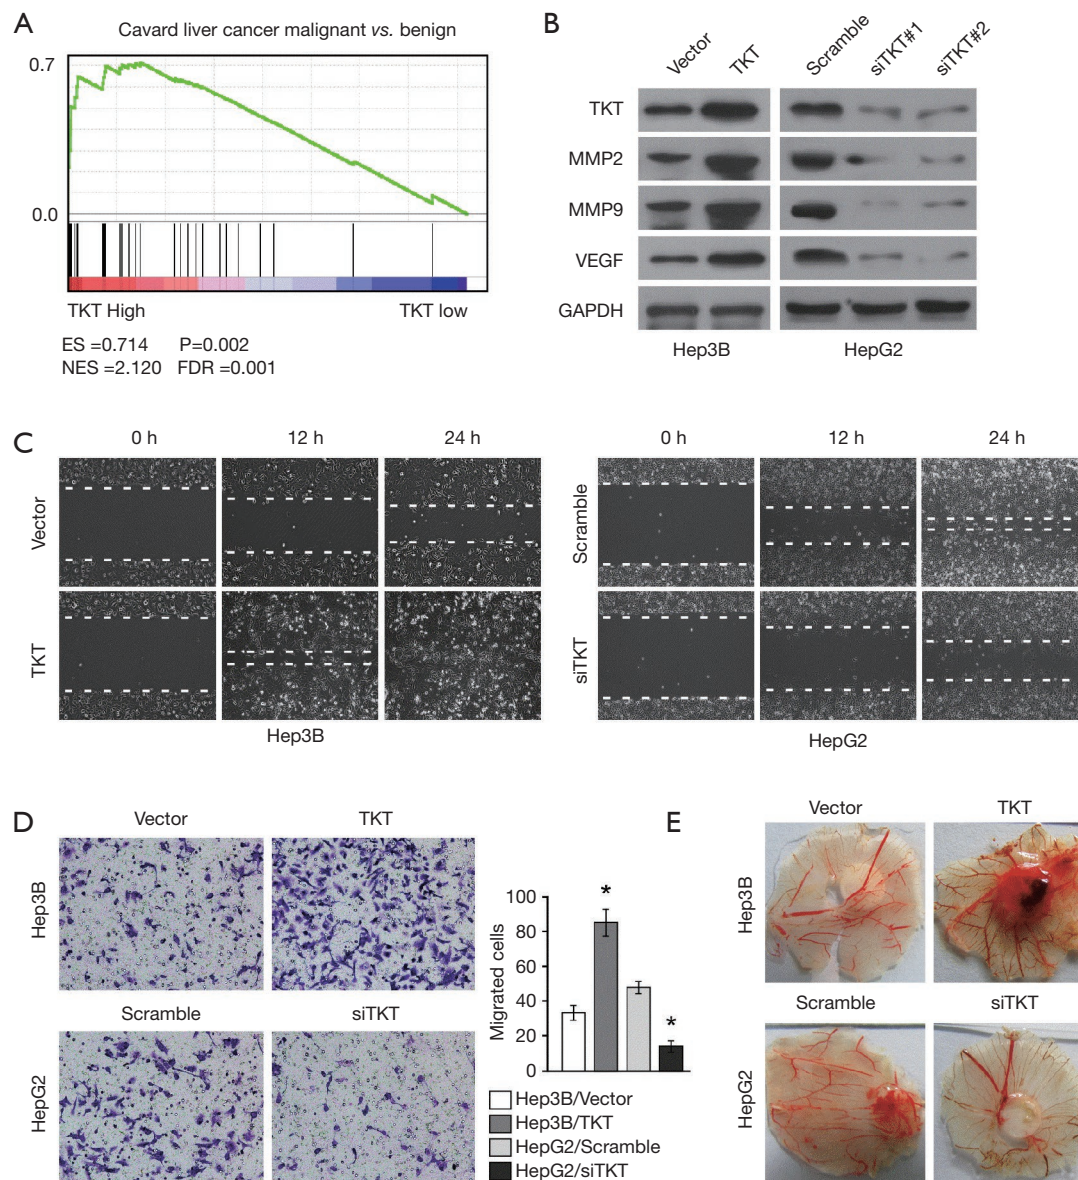 A
Cavard liver cancer malignant vs. benign
0.7
0.0
TKT High
TKT low
ES =0.714 P=0.002
NES =2.120 FDR =0.001
B
Vector
TKT
Scramble
siTKT#1
siTKT#2
TKT
MMP2
MMP9
VEGF
GAPDH
Hep3B
HepG2
C
0 h
12 h
24 h
0 h
12 h
24 h
Vector
TKT
Hep3B
Scramble
siTKT
HepG2
D
Vector
TKT
Hep3B
Scramble
siTKT
HepG2
Migrated cells
100
80
60
40
20
0
*
*
Hep3B/Vector
Hep3B/TKT
HepG2/Scramble
HepG2/siTKT
E
Vector
TKT
Hep3B
Scramble
siTKT
HepG2